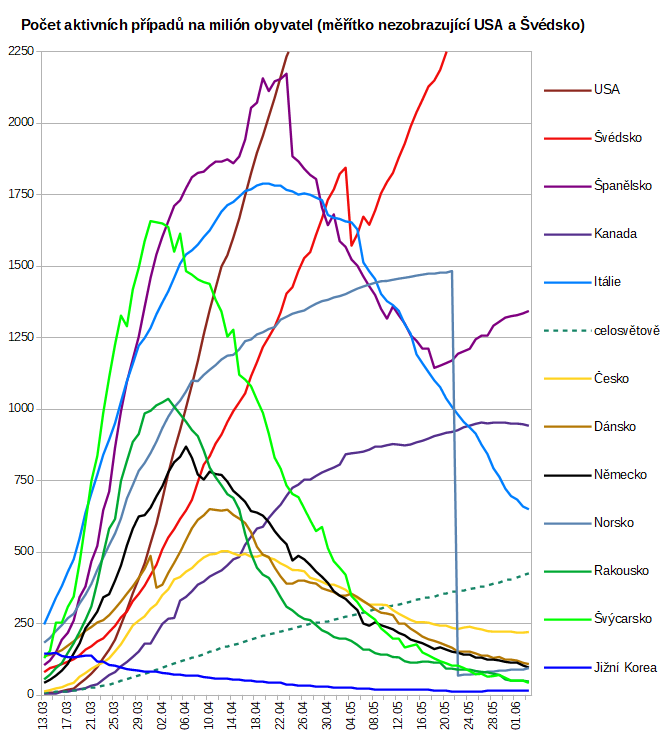 Počet aktivních případů na milión obyvatel (měřítko nezobrazující USA a Švédsko)
2250
2000
1750
1500
1250
1000
750
500
250
0
13.03
17.03
21.03
25.03
29.03
02.04
06.04
10.04
14.04
18.04
22.04
26.04
30.04
04.05
08.05
12.05
16.05
20.05
24.05
28.05
01.06
USA
Švédsko
Španělsko
Kanada
Itálie
celosvětově
Česko
Dánsko
Německo
Norsko
Rakousko
Švýcarsko
Jižní Korea